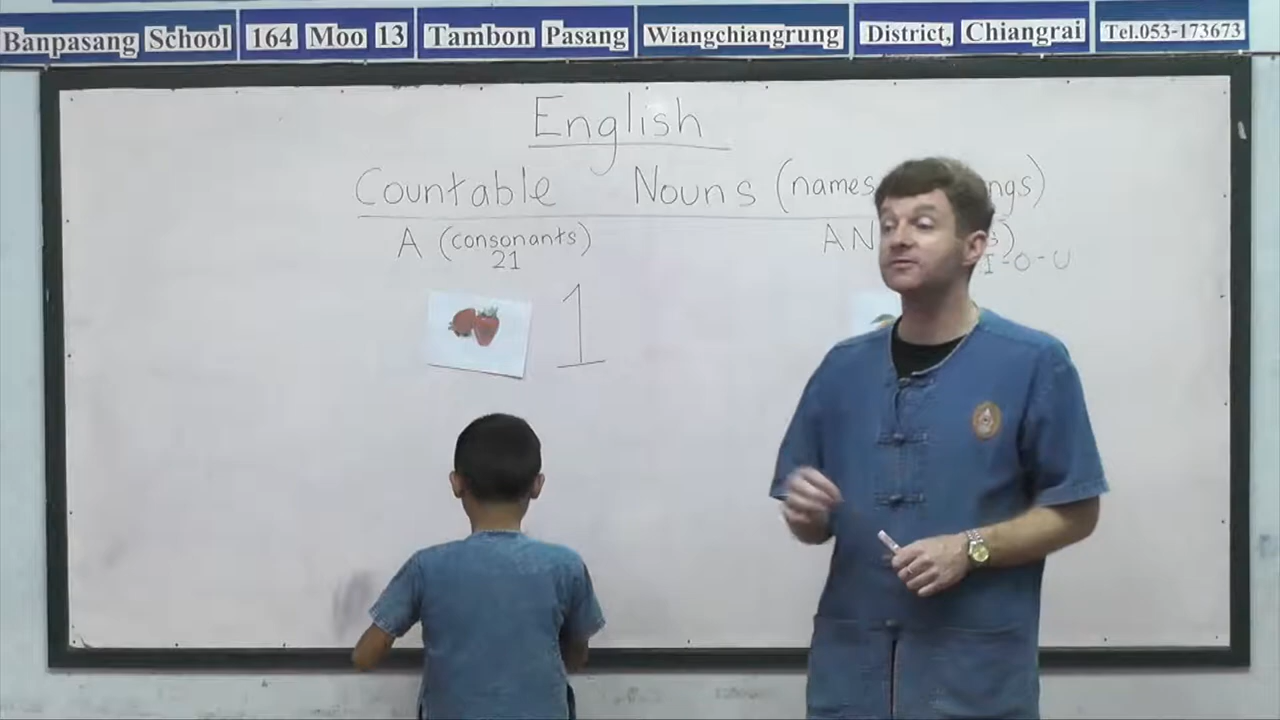 Banpasang School 164 Moo 13 Tambon Pasang Wiangchiangrung District, Chiangrai Tel.053-173673
English
Countable Nouns (names ngs)
A (consonants) AN s)
21 I-O-U
1